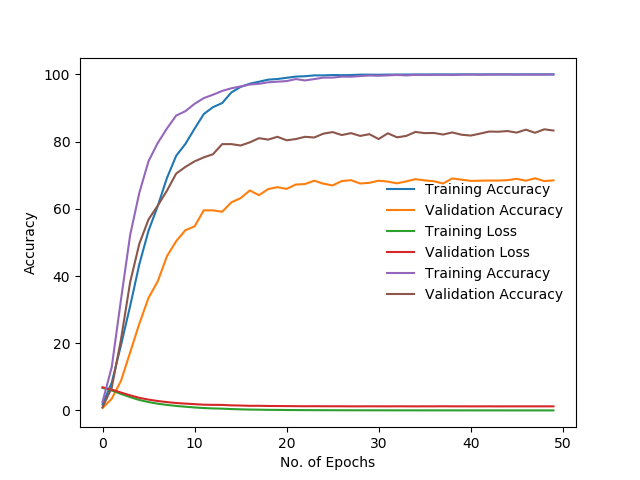 100
80
60
40
20
0
Accuracy
Training Accuracy
Validation Accuracy
Training Loss
Validation Loss
Training Accuracy
Validation Accuracy
0 10 20 30 40 50
No. of Epochs